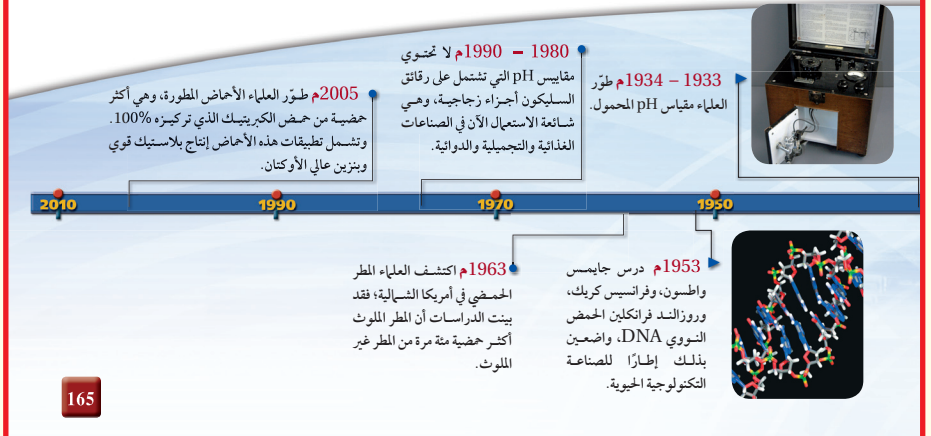 1933 – 1934م طوّر
العلماء مقياس pH المحمول.
1980 – 1990م لا تحتوي
مقاييس pH التي تشتمل على رقائق
السليكون أجزاء زجاجية، وهي
شائعة الاستعمال الآن في الصناعات
الغذائية والتجميلية والدوائية.
2005م طوّر العلماء الأحماض المطورة، وهي أكثر
حمضية من حمض الكبريتيك الذي تركيزه 100%.
وتشمل تطبيقات هذه الأحماض إنتاج بلاستيك قوي
وبنزين عالي الأوكتان.
1950
1970
1990
2010
1953م درس جايمس
واطسون، وفرانسيس كريك،
وروزالند فرانكلين الحمض
النووي DNA، واضعين
بذلك إطارًا للصناعة
التكنولوجية الحيوية.
1963م اكتشف العلماء المطر
الحمضي في أمريكا الشمالية؛ فقد
بينت الدراسات أن المطر الملوث
أكثر حمضية مئة مرة من المطر غير
الملوث.
165